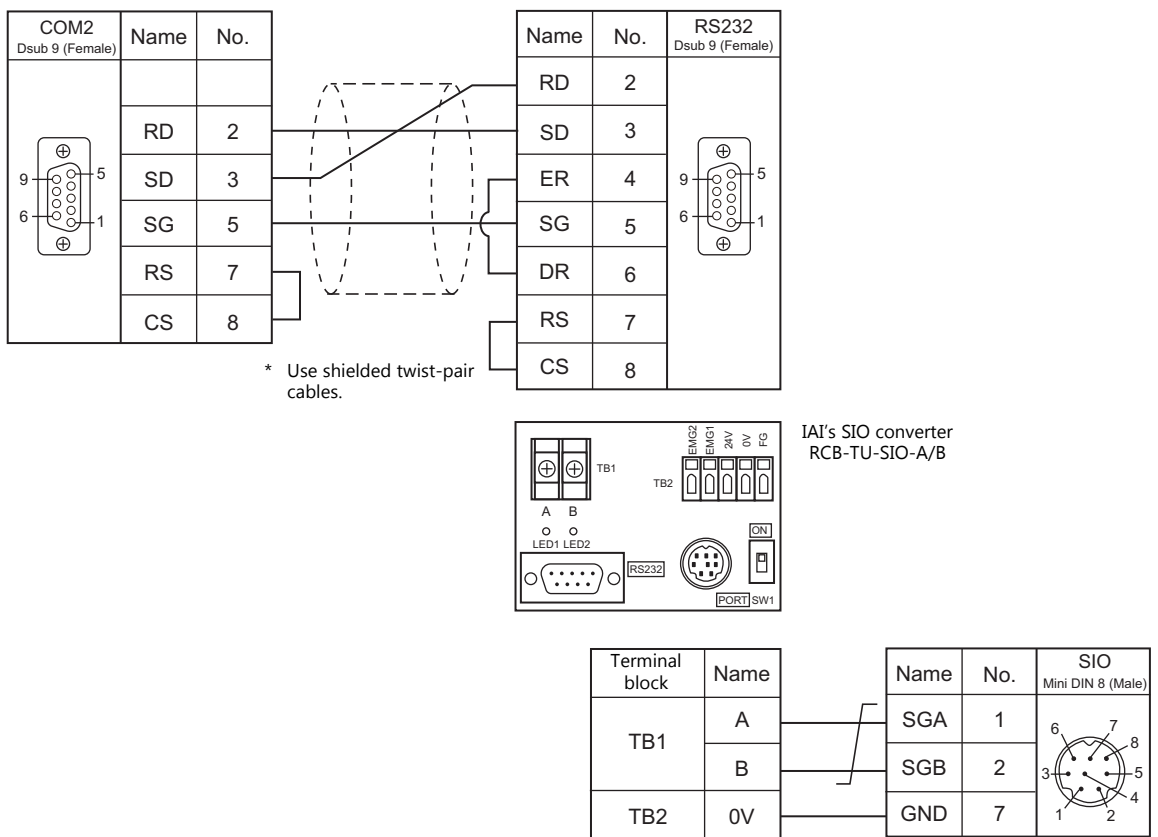 COM2
Dsub 9 (Female)
Name
No.
RD
2
SD
3
SG
5
RS
7
CS
8
9
5
6
1
Name
No.
RS232
Dsub 9 (Female)
RD
2
SD
3
ER
4
SG
5
DR
6
RS
7
CS
8
9
5
6
1
* Use shielded twist-pair
cables.
IAI's SIO converter
RCB-TU-SIO-A/B
TB1
A B
LED1 LED2
RS232
TB2
EMG2
EMG1
24V
0V
FG
ON
PORT SW1
Terminal
block
Name
TB1
A
B
TB2
0V
Name
No.
SIO
Mini DIN 8 (Male)
SGA
1
SGB
2
GND
7
6
7
8
3
5
4
1
2